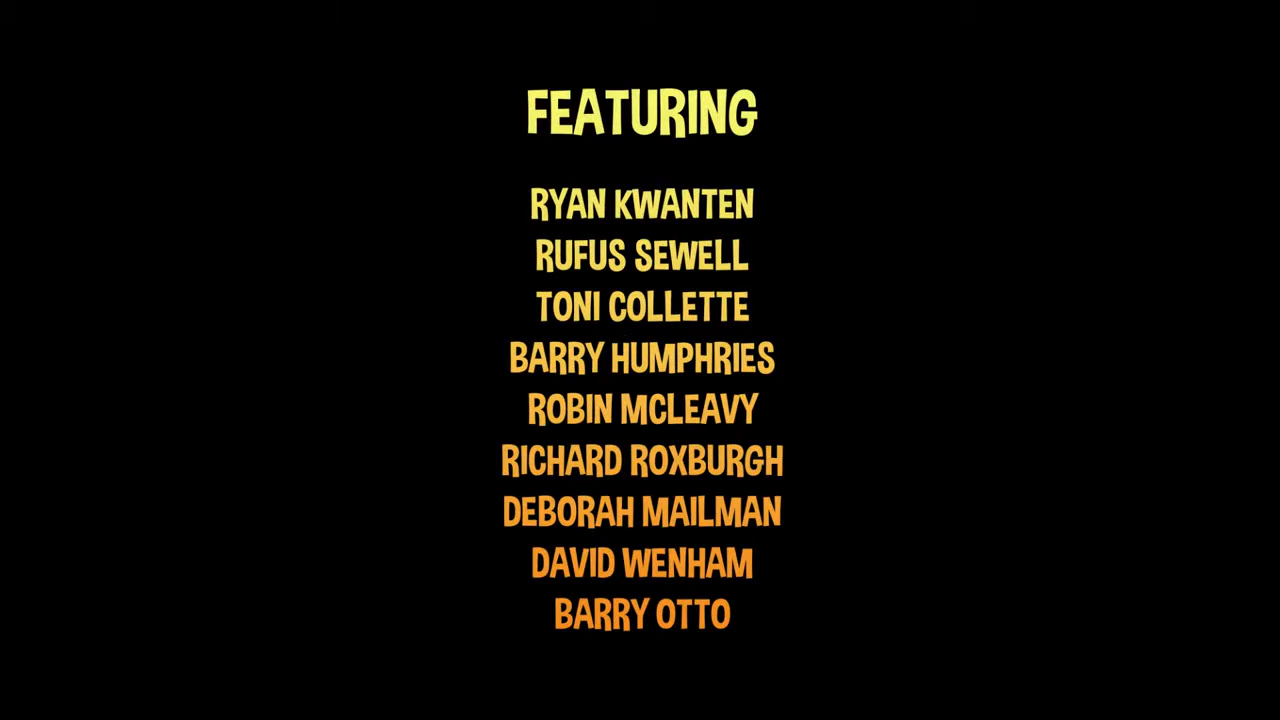 FEATURING
RYAN KWANTEN
RUFUS SEWELL
TONI COLLETTE
BARRY HUMPHRIES
ROBIN MCLEAVY
RICHARD ROXBURGH
DEBORAH MAILMAN
DAVID WENHAM
BARRY OTTO